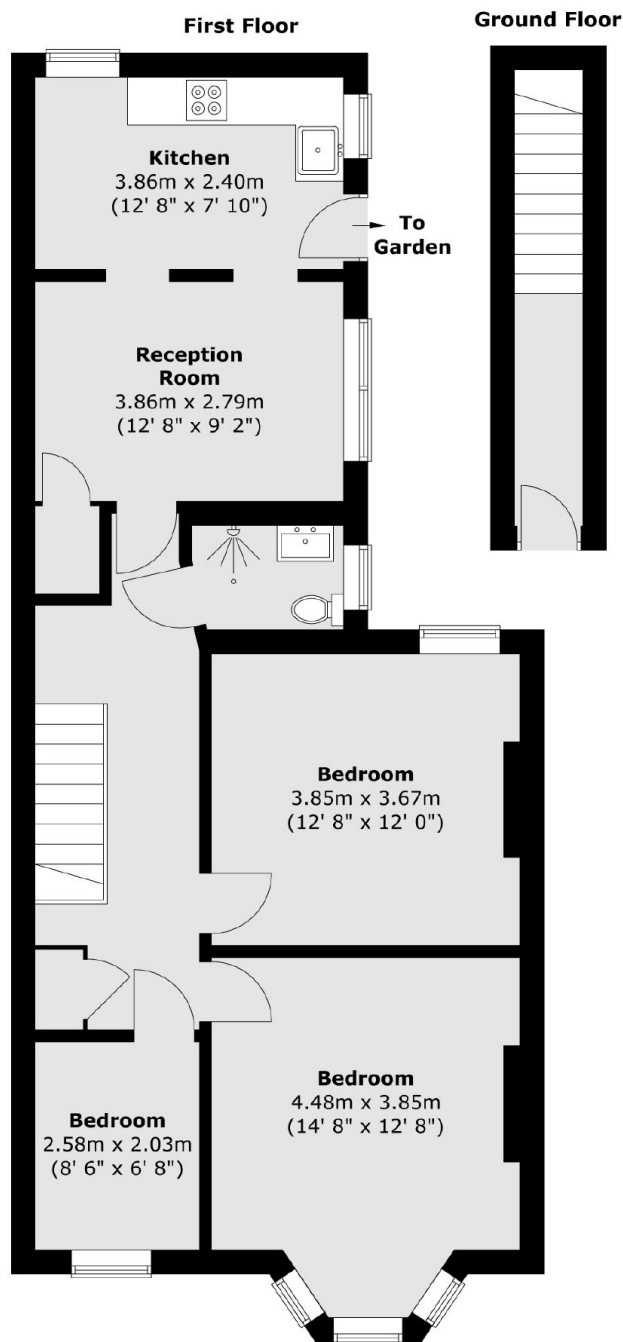 First Floor
Ground Floor
Kitchen
3.86m x 2.40m
(12' 8" x 7' 10")
To
Garden
Reception
Room
3.86m x 2.79m
(12' 8" x 9' 2")
Bedroom
3.85m x 3.67m
(12' 8" x 12' 0")
Bedroom
4.48m x 3.85m
(14' 8" x 12' 8")
Bedroom
2.58m x 2.03m
(8' 6" x 6' 8")